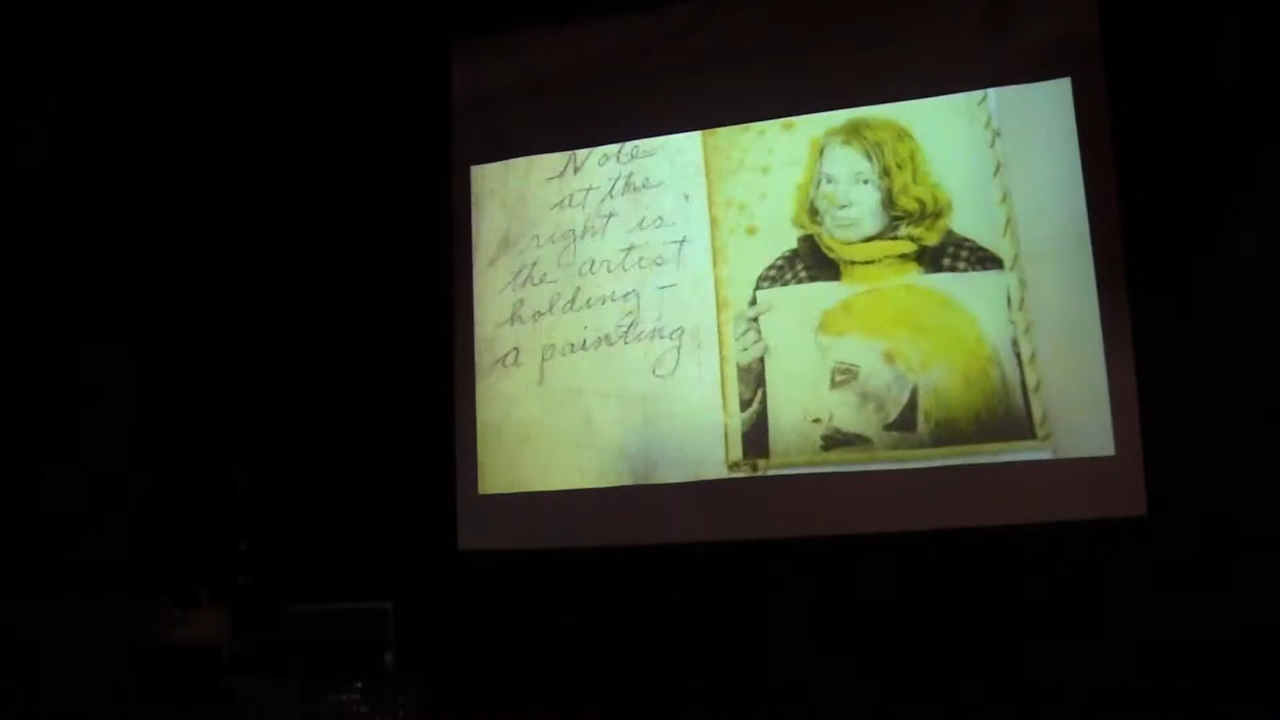 Note
at the
right is
the artist
holding –
a painting